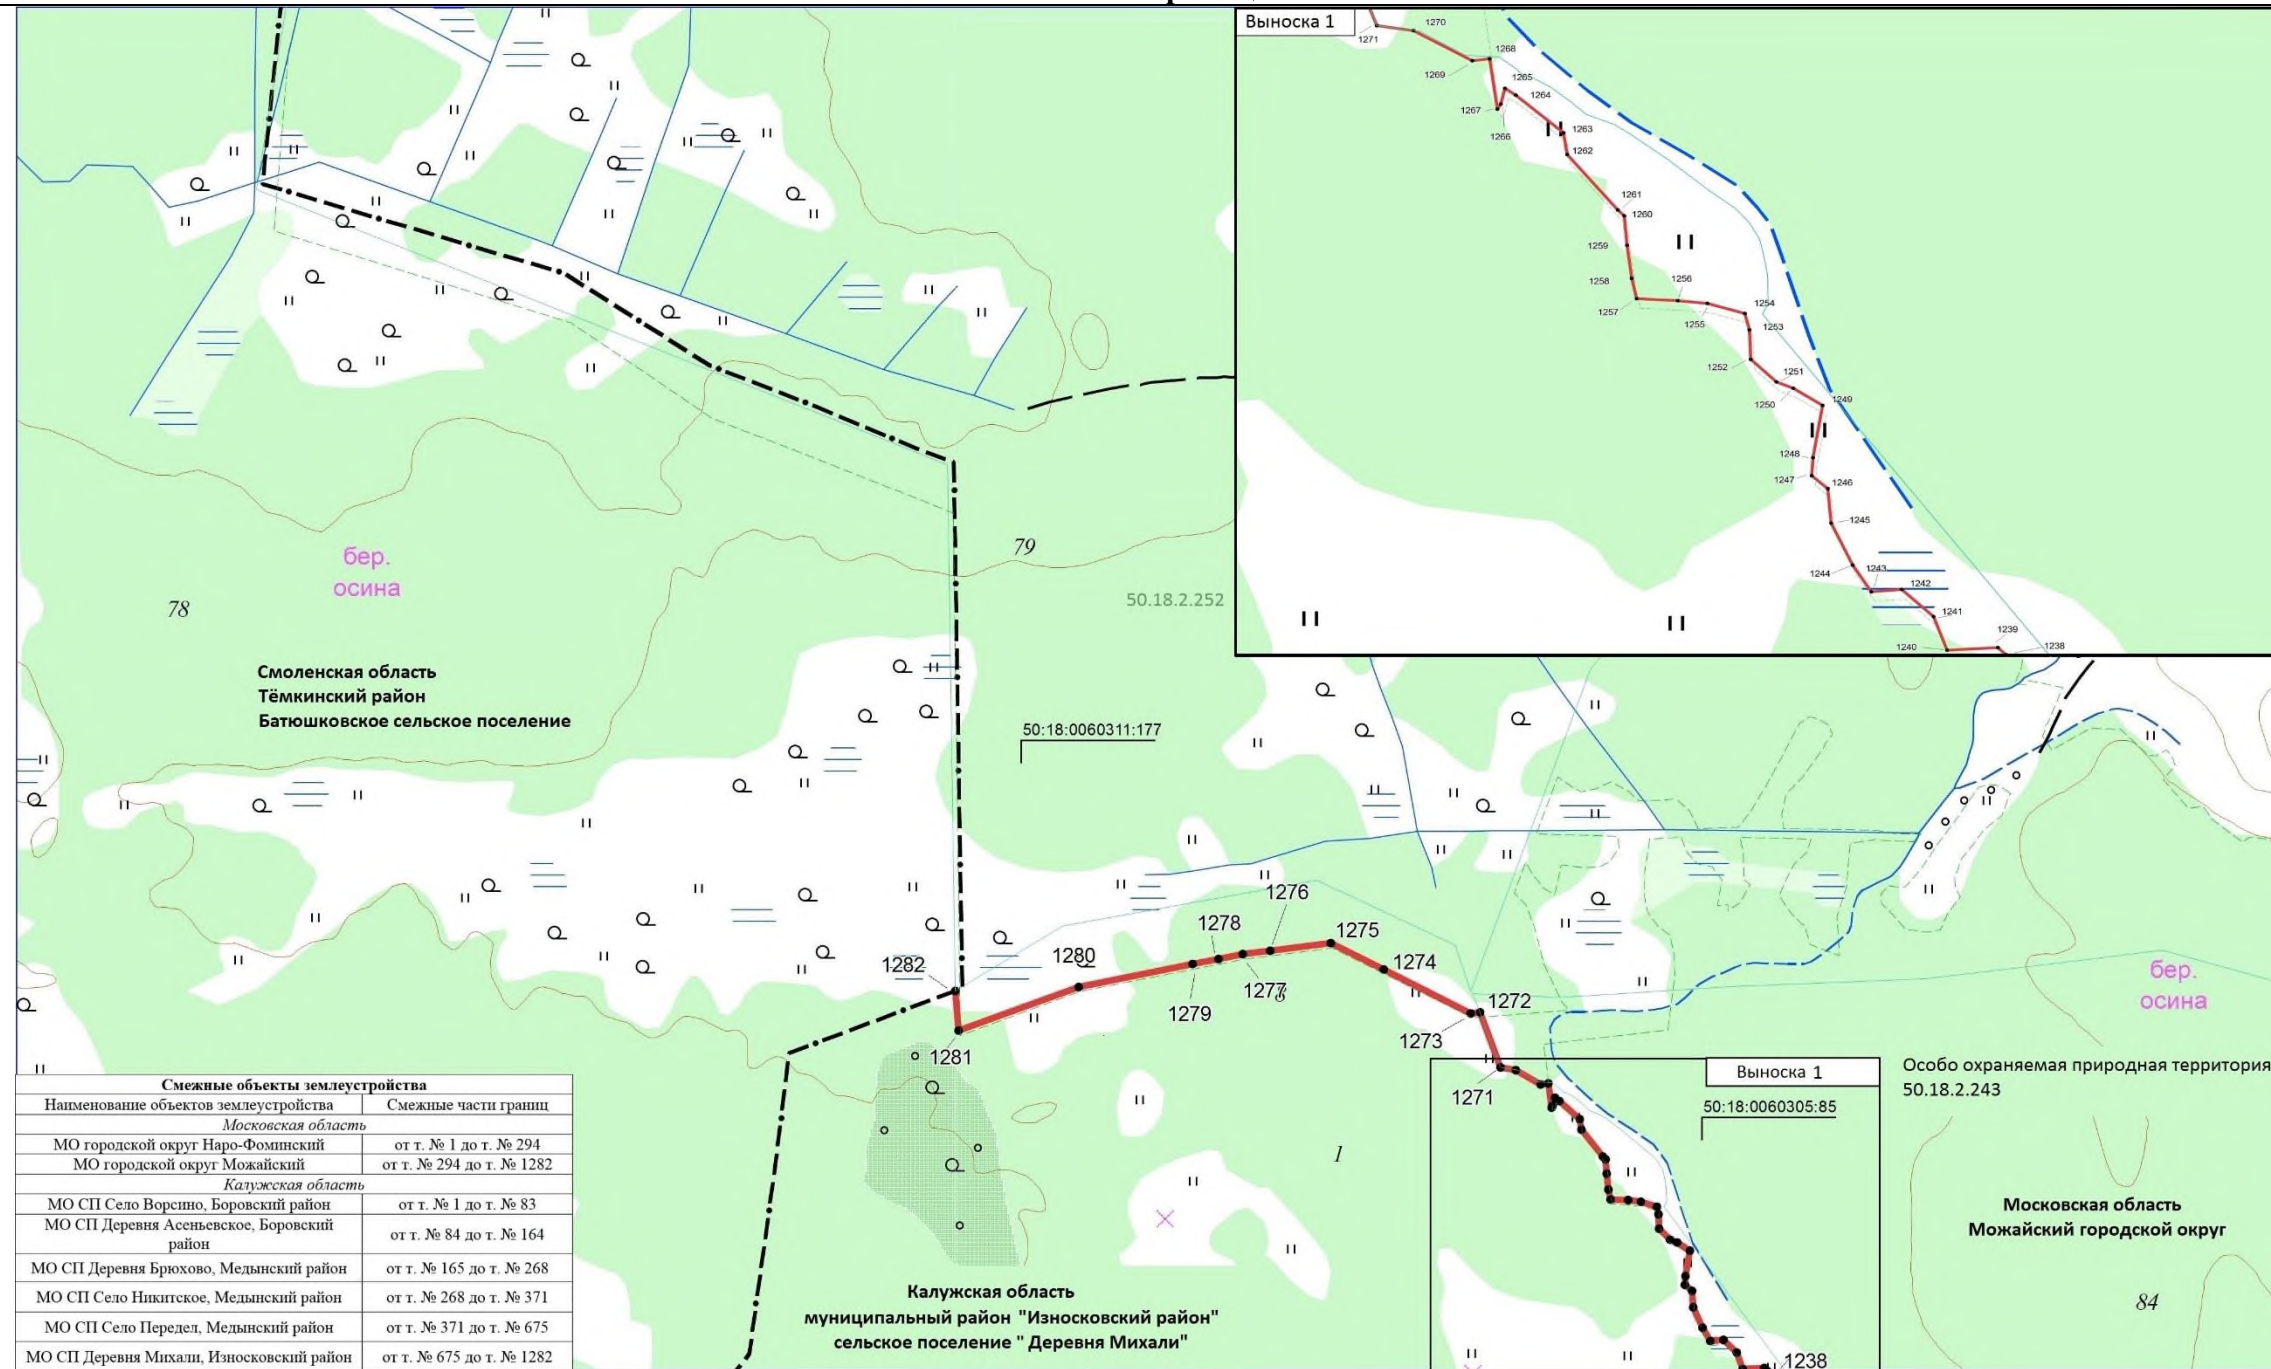 Выноска 1
1271
1270
1269
1268
1267
1266
1265
1264
1263
1262
1261
1260
1259
1258
1257
1256
1255
1254
1253
1252
1251
1250
1249
1248
1247
1246
1245
1244
1243
1242
1241
1240
1239
1238
бер.
осина
78
79
50.18.2.252
Смоленская область
Тёмкинский район
Батюшковское сельское поселение
50:18:0060311:177
1282
1281
1280
1279
1278
1277
1276
1275
1274
1273
1272
1271
бер.
осина
Особо охраняемая природная территория
50.18.2.243
Выноска 1
50:18:0060305:85
1
Московская область
Можайский городской округ
84
1238
Калужская область
муниципальный район "Износковский район"
сельское поселение " Деревня Михали"
Смежные объекты землеустройства
Наименование объектов землеустройства Смежные части границ
Московская область
МО городской округ Наро-Фоминский от т. № 1 до т. № 294
МО городской округ Можайский от т. № 294 до т. № 1282
Калужская область
МО СП Село Ворсино, Боровский район от т. № 1 до т. № 83
МО СП Деревня Асеньевское, Боровский
район от т. № 84 до т. № 164
МО СП Деревня Брюхово, Медынский район от т. № 165 до т. № 268
МО СП Село Никитское, Медынский район от т. № 268 до т. № 371
МО СП Село Передел, Медынский район от т. № 371 до т. № 675
МО СП Деревня Михали, Износковский район от т. № 675 до т. № 1282